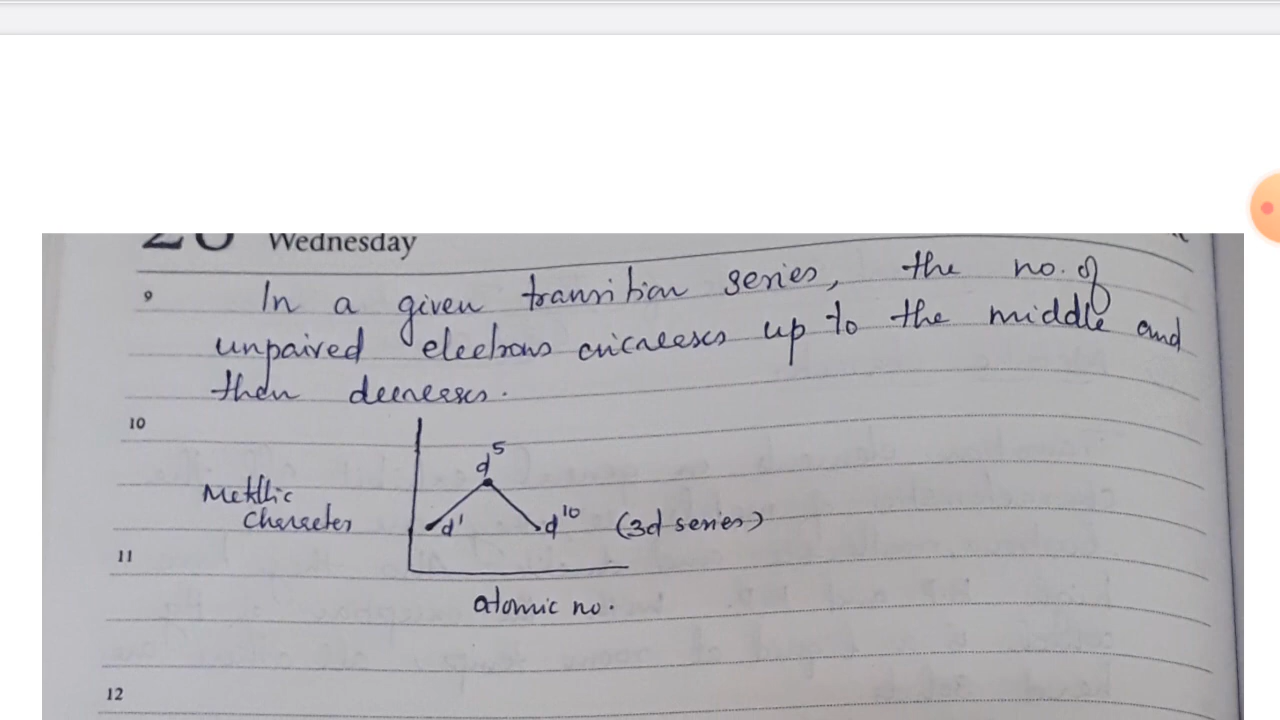 Wednesday
9
In a given transition series, the no. of
unpaired electrons increases up to the middle and
then decreases.
10
d⁵
Metallic
Character
d¹
d¹⁰
(3d series)
11
atomic no.
12